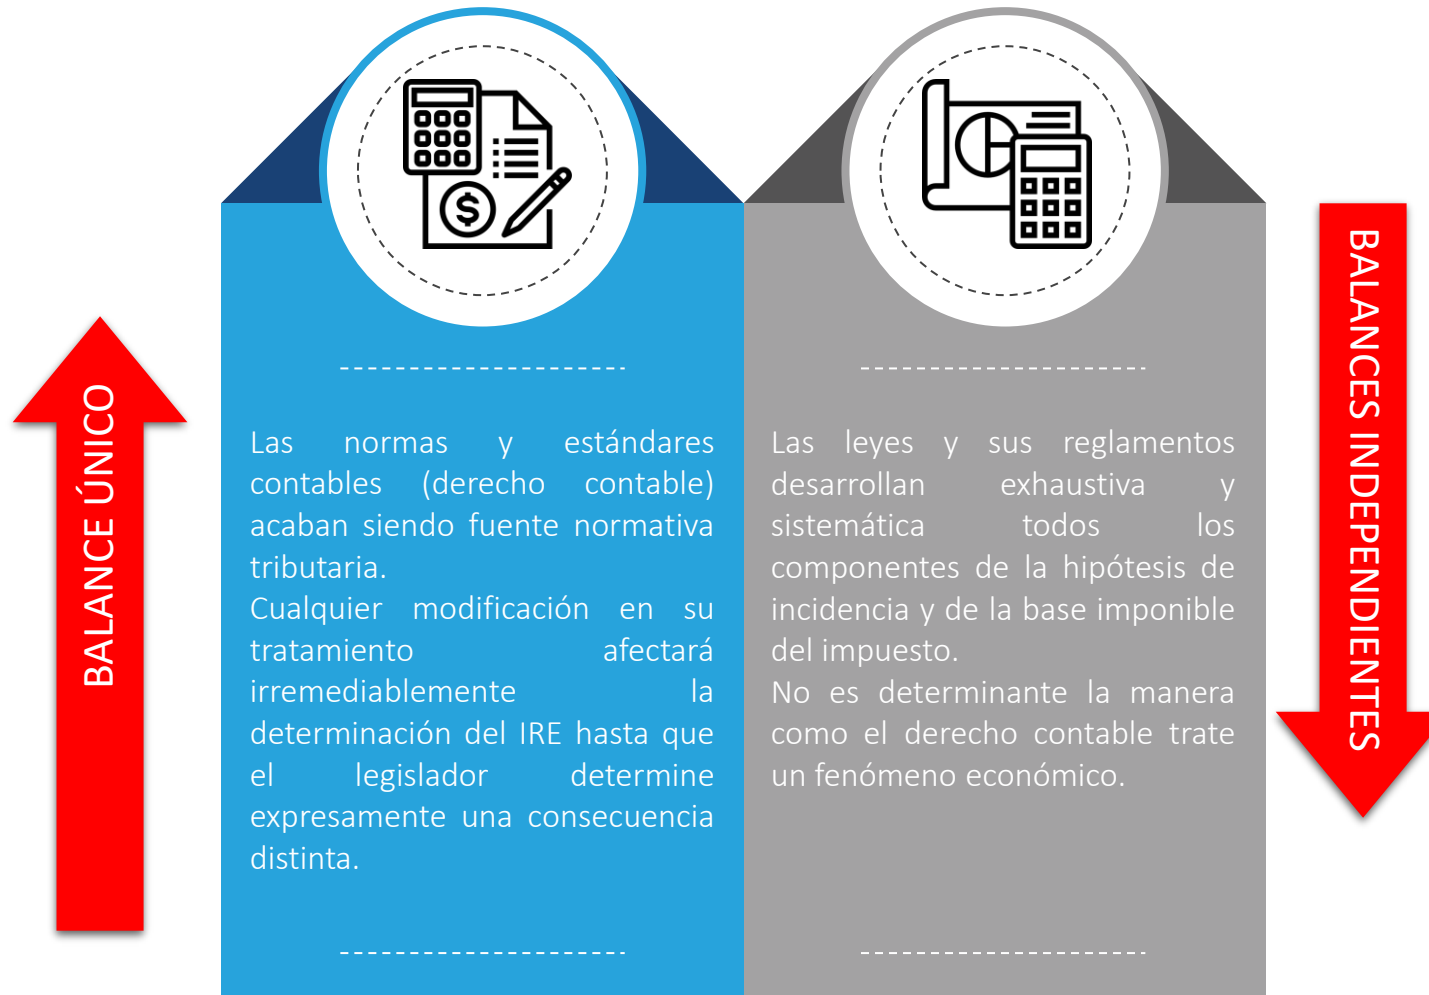 BALANCE ÚNICO
Las normas y estándares
contables (derecho contable)
acaban siendo fuente normativa
tributaria.
Cualquier modificación en su
tratamiento afectará
irremediablemente la
determinación del IRE hasta que
el legislador determine
expresamente una consecuencia
distinta.
Las leyes y sus reglamentos
desarrollan exhaustiva y
sistemática todos los
componentes de la hipótesis de
incidencia y de la base imponible
del impuesto.
No es determinante la manera
como el derecho contable trate
un fenómeno económico.
BALANCES INDEPENDIENTES